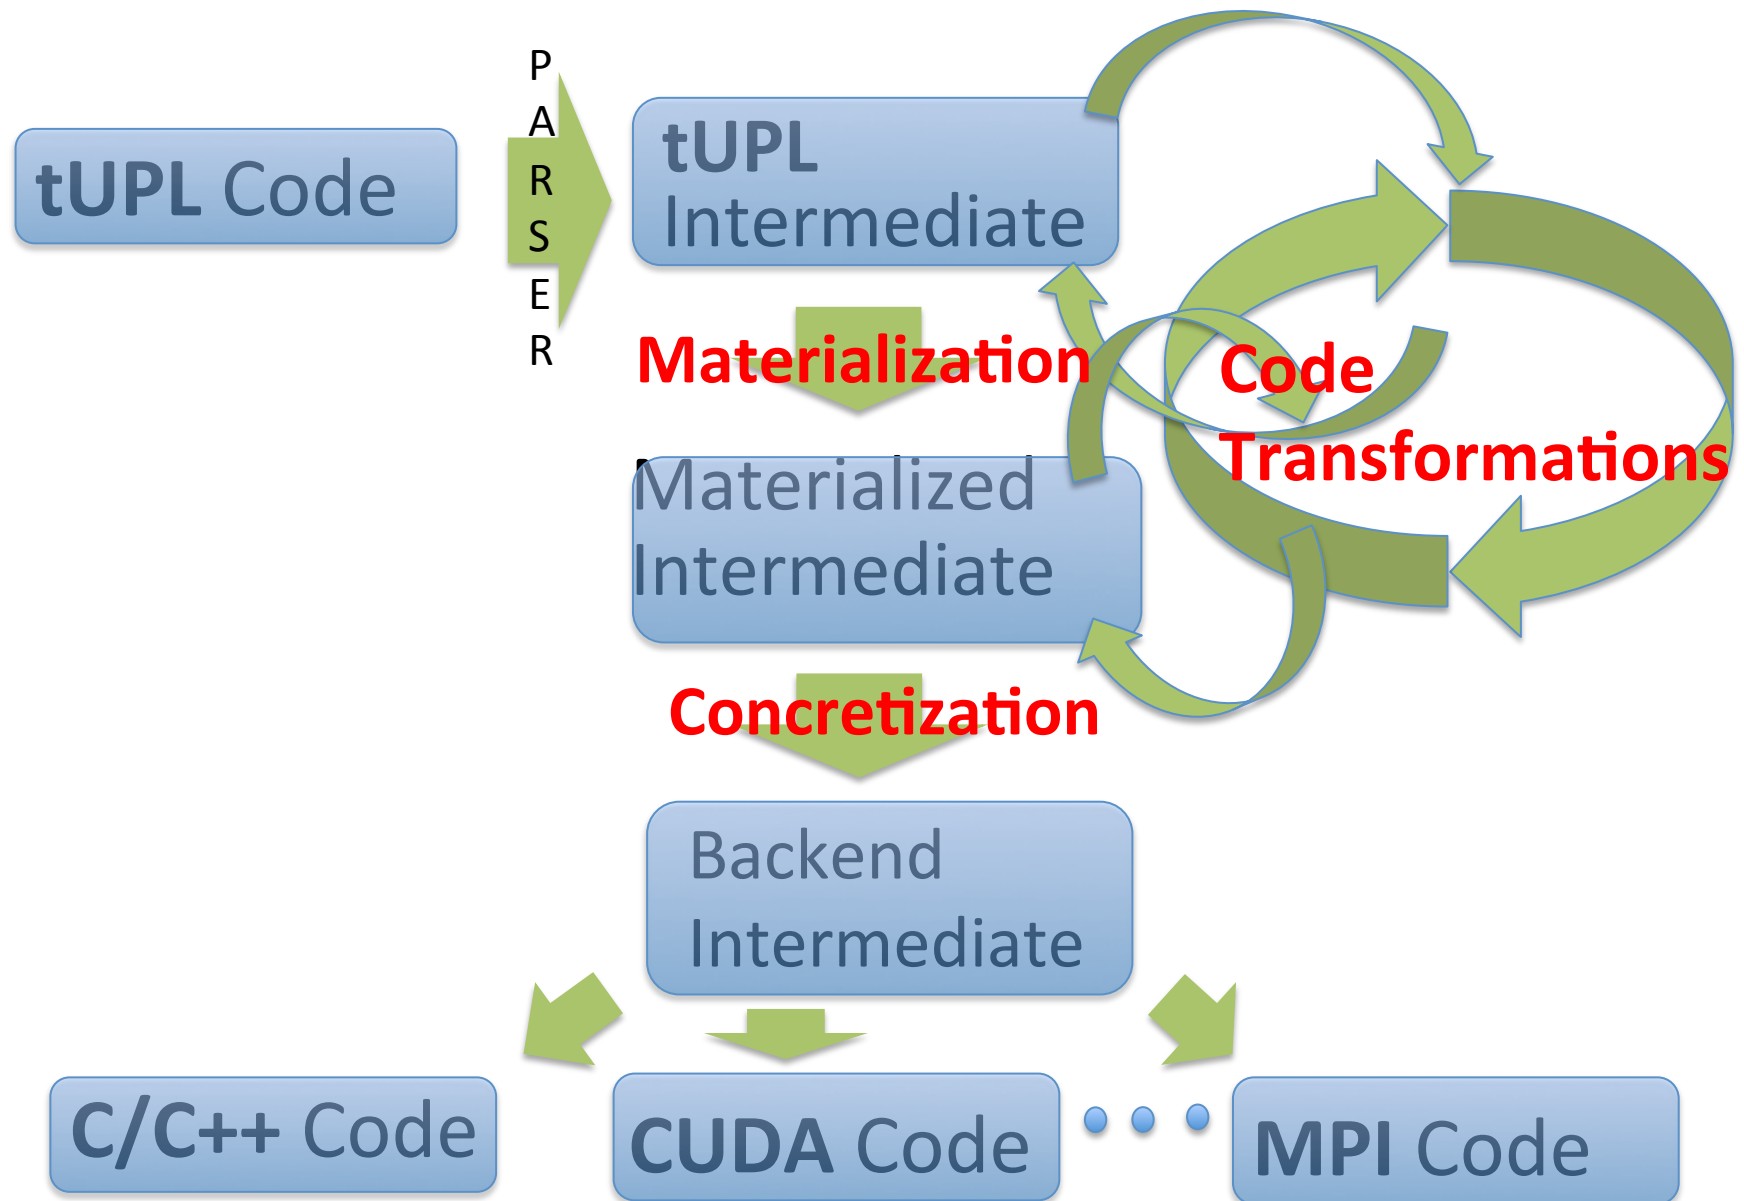 tUPL Code
P
A
R
S
E
R
tUPL
Intermediate
Materialization
Code
Transformations
Materialized
Intermediate
Concretization
Backend
Intermediate
C/C++ Code
CUDA Code
MPI Code